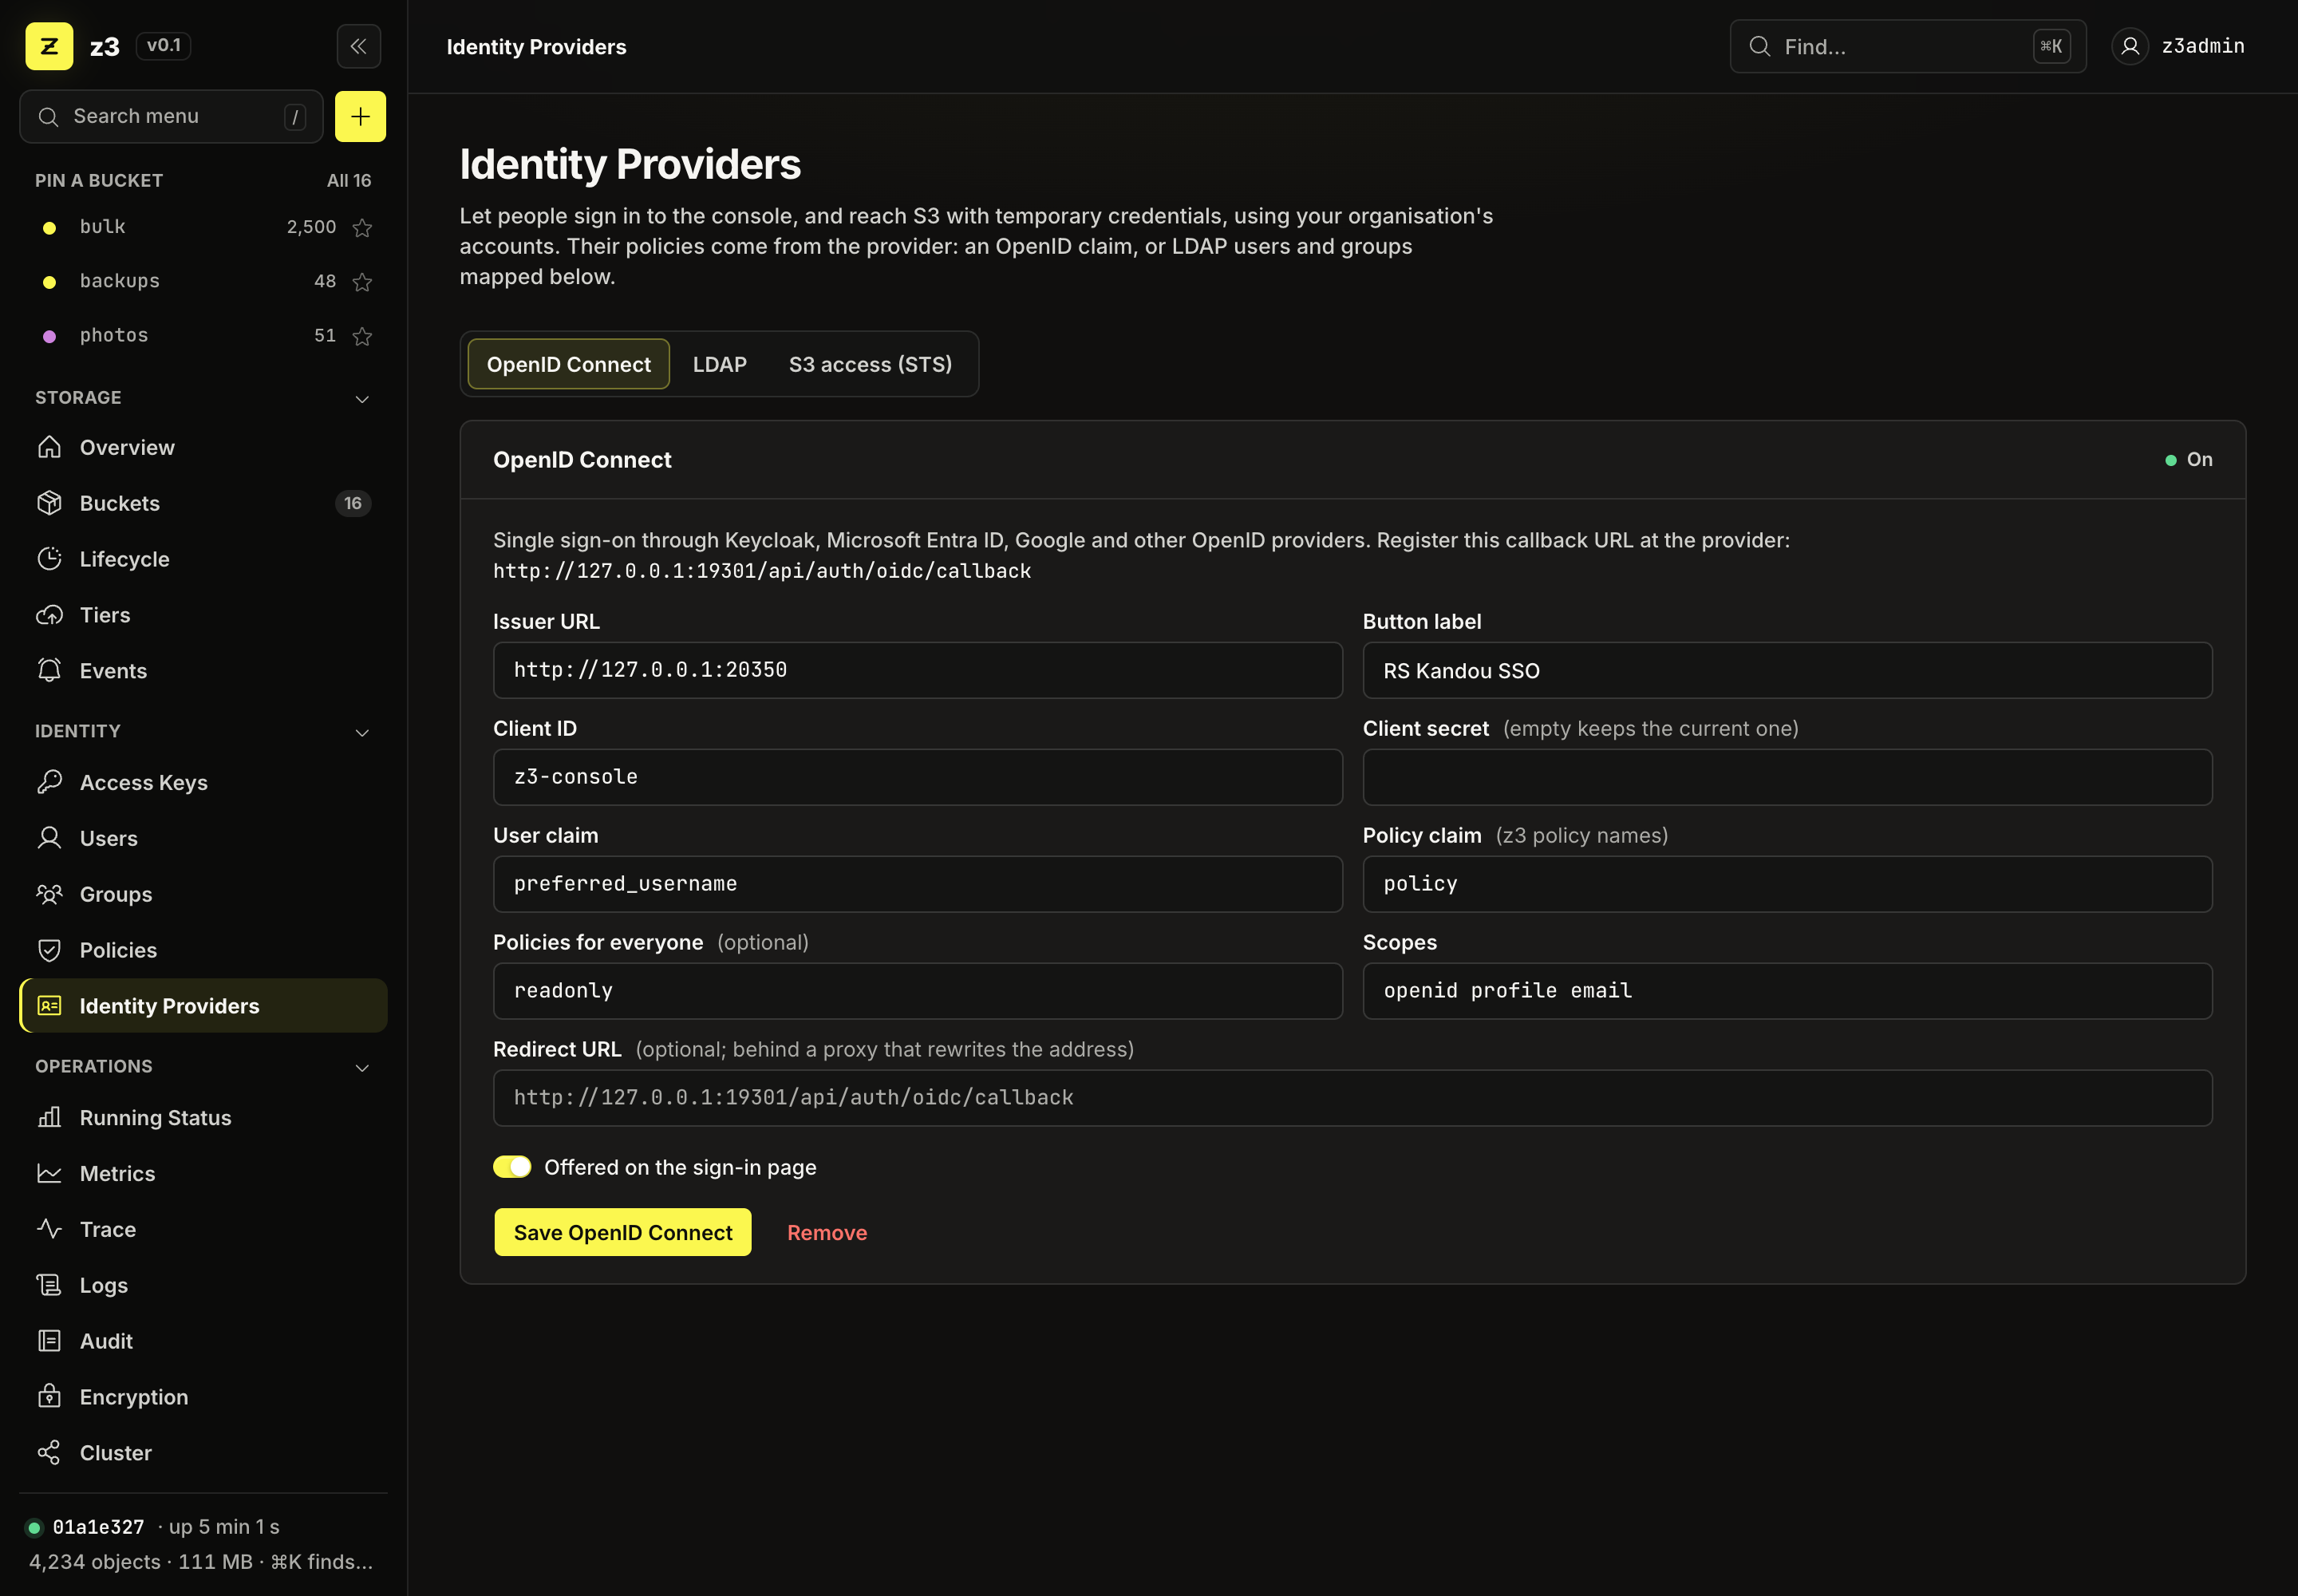 z3 v0.1
Search menu /
PIN A BUCKET All 16
bulk 2,500
backups 48
photos 51
STORAGE
Overview
Buckets 16
Lifecycle
Tiers
Events
IDENTITY
Access Keys
Users
Groups
Policies
Identity Providers
OPERATIONS
Running Status
Metrics
Trace
Logs
Audit
Encryption
Cluster
01a1e327 · up 5 min 1 s
4,234 objects · 111 MB · ⌘K finds...
Identity Providers
Find... ⌘K
z3admin
Identity Providers
Let people sign in to the console, and reach S3 with temporary credentials, using your organisation's
accounts. Their policies come from the provider: an OpenID claim, or LDAP users and groups
mapped below.
OpenID Connect LDAP S3 access (STS)
OpenID Connect On
Single sign-on through Keycloak, Microsoft Entra ID, Google and other OpenID providers. Register this callback URL at the provider:
http://127.0.0.1:19301/api/auth/oidc/callback
Issuer URL Button label
http://127.0.0.1:20350 RS Kandou SSO
Client ID Client secret (empty keeps the current one)
z3-console
User claim Policy claim (z3 policy names)
preferred_username policy
Policies for everyone (optional) Scopes
readonly openid profile email
Redirect URL (optional; behind a proxy that rewrites the address)
http://127.0.0.1:19301/api/auth/oidc/callback
Offered on the sign-in page
Save OpenID Connect Remove